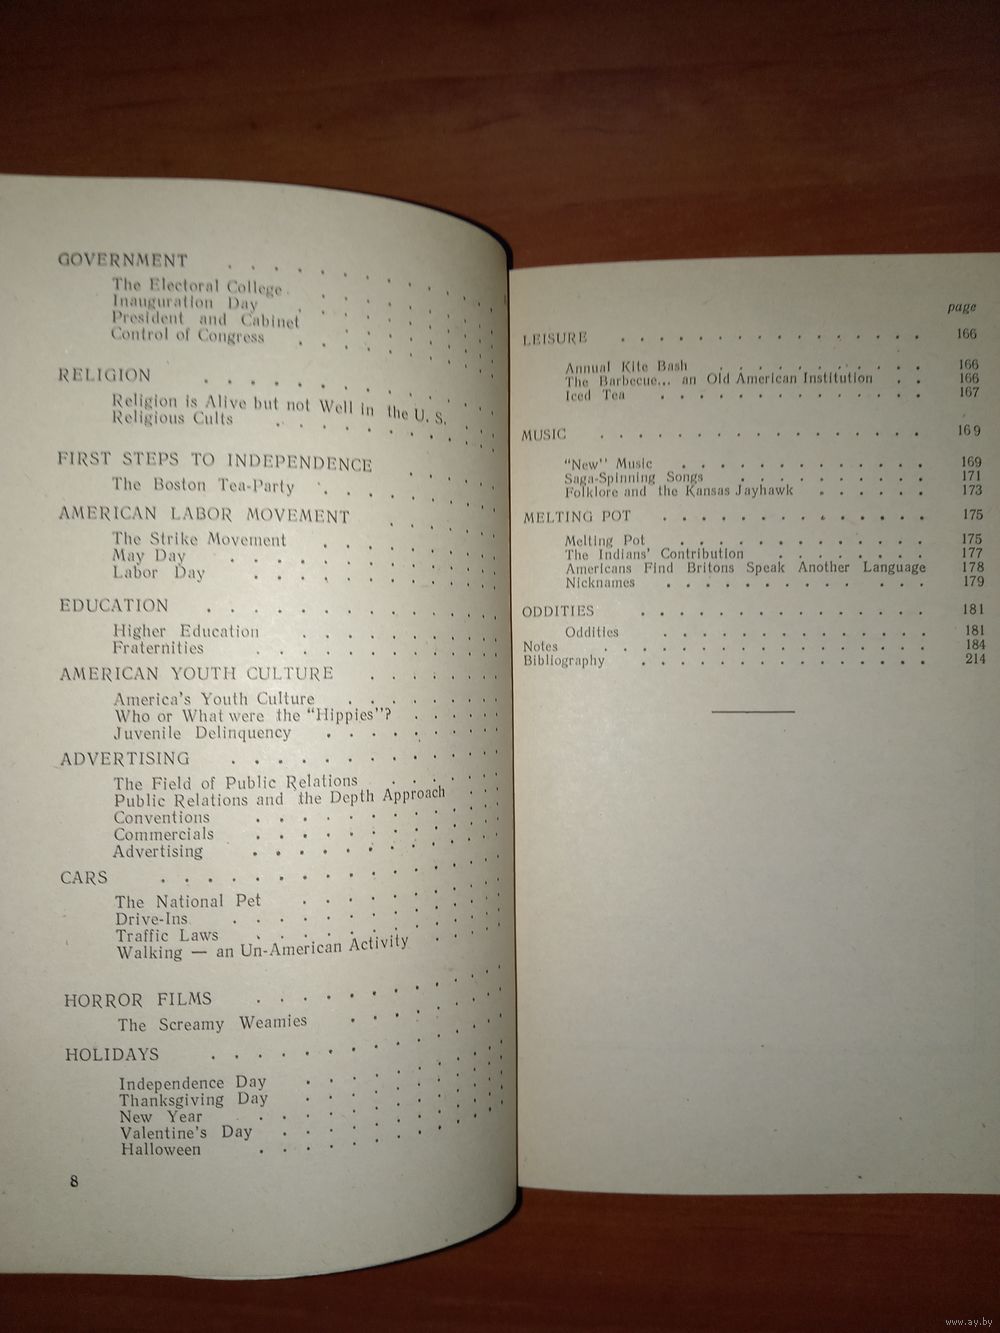 GOVERNMENT
The Electoral College
Inauguration Day
President and Cabinet
Control of Congress
RELIGION
Religion is Alive but not Well in the U. S.
Religious Cults
FIRST STEPS TO INDEPENDENCE
The Boston Tea-Party
AMERICAN LABOR MOVEMENT
The Strike Movement
May Day
Labor Day
EDUCATION
Higher Education
Fraternities
AMERICAN YOUTH CULTURE
America's Youth Culture
Who or What were the "Hippies"?
Juvenile Delinquency
ADVERTISING
The Field of Public Relations
Public Relations and the Depth Approach
Conventions
Commercials
Advertising
CARS
The National Pet
Drive-Ins
Traffic Laws
Walking — an Un-American Activity
HORROR FILMS
The Screamy Weamies
HOLIDAYS
Independence Day
Thanksgiving Day
New Year
Valentine's Day
Halloween
8
page
LEISURE 166
Annual Kite Bash 166
The Barbecue... an Old American Institution 166
Iced Tea 167
MUSIC 169
"New" Music 169
Saga-Spinning Songs 171
Folklore and the Kansas Jayhawk 173
MELTING POT 175
Melting Pot 175
The Indians' Contribution 177
Americans Find Britons Speak Another Language 178
Nicknames 179
ODDITIES 181
Oddities 181
Notes 184
Bibliography 214
www.ay.by